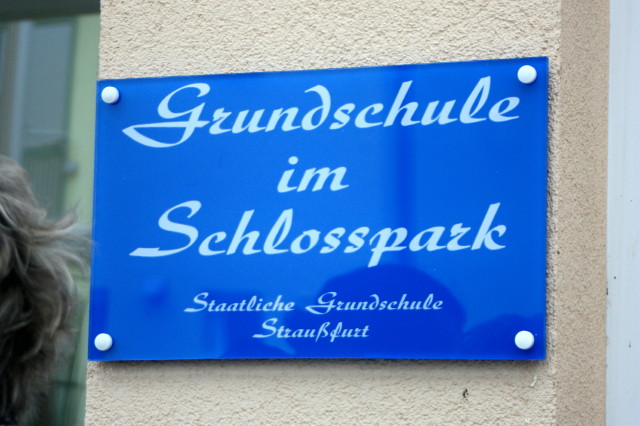 Grundschule
im
Schlosspark
Staatliche Grundschule
Straußfurt